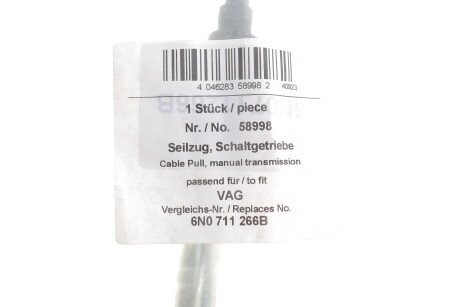 4 046283 58998 2 40923
1 Stück / piece
Nr. / No. 58998
Seilzug, Schaltgetriebe
Cable Pull, manual transmission
passend für / to fit
VAG
Vergleichs-Nr. / Replaces No.
6N0 711 266B